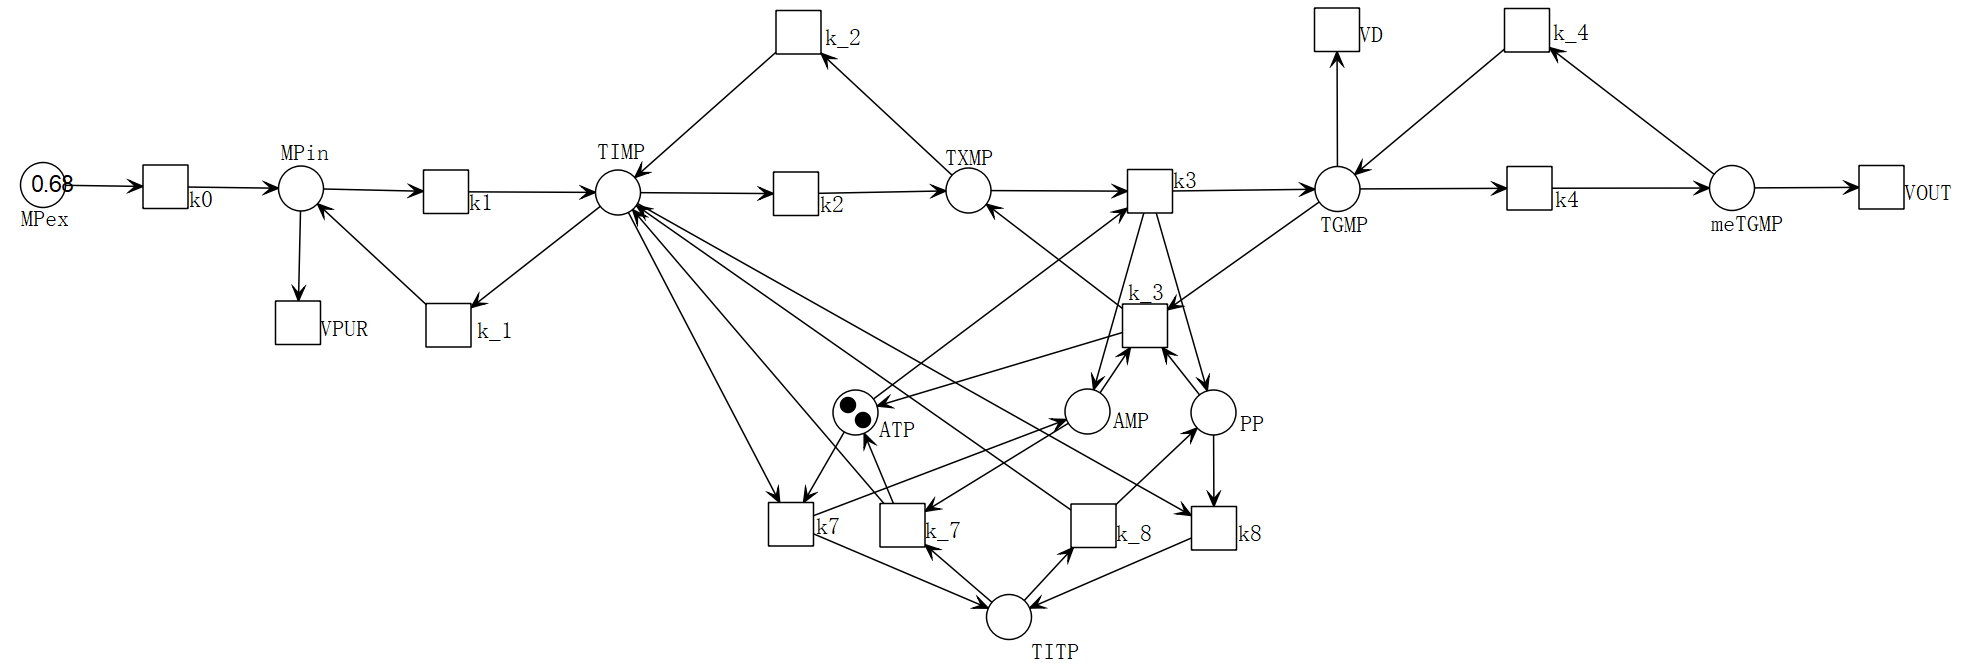 k_2
VD
k_4
MPin
TIMP
TXMP
0.68
MPex
k0
k1
k2
k3
TGMP
k4
meTGMP
VOUT
VPUR
k_1
k_3
ATP
AMP
PP
k7
k_7
k_8
k8
TITP